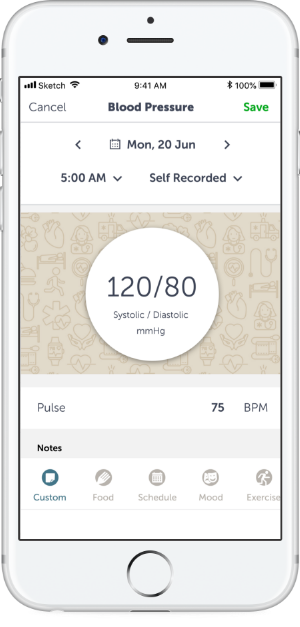 Sketch 9:41 AM 100%
Cancel Blood Pressure Save
Mon, 20 Jun
5:00 AM Self Recorded
120/80
Systolic / Diastolic
mmHg
Pulse 75 BPM
Notes
Custom Food Schedule Mood Exercise